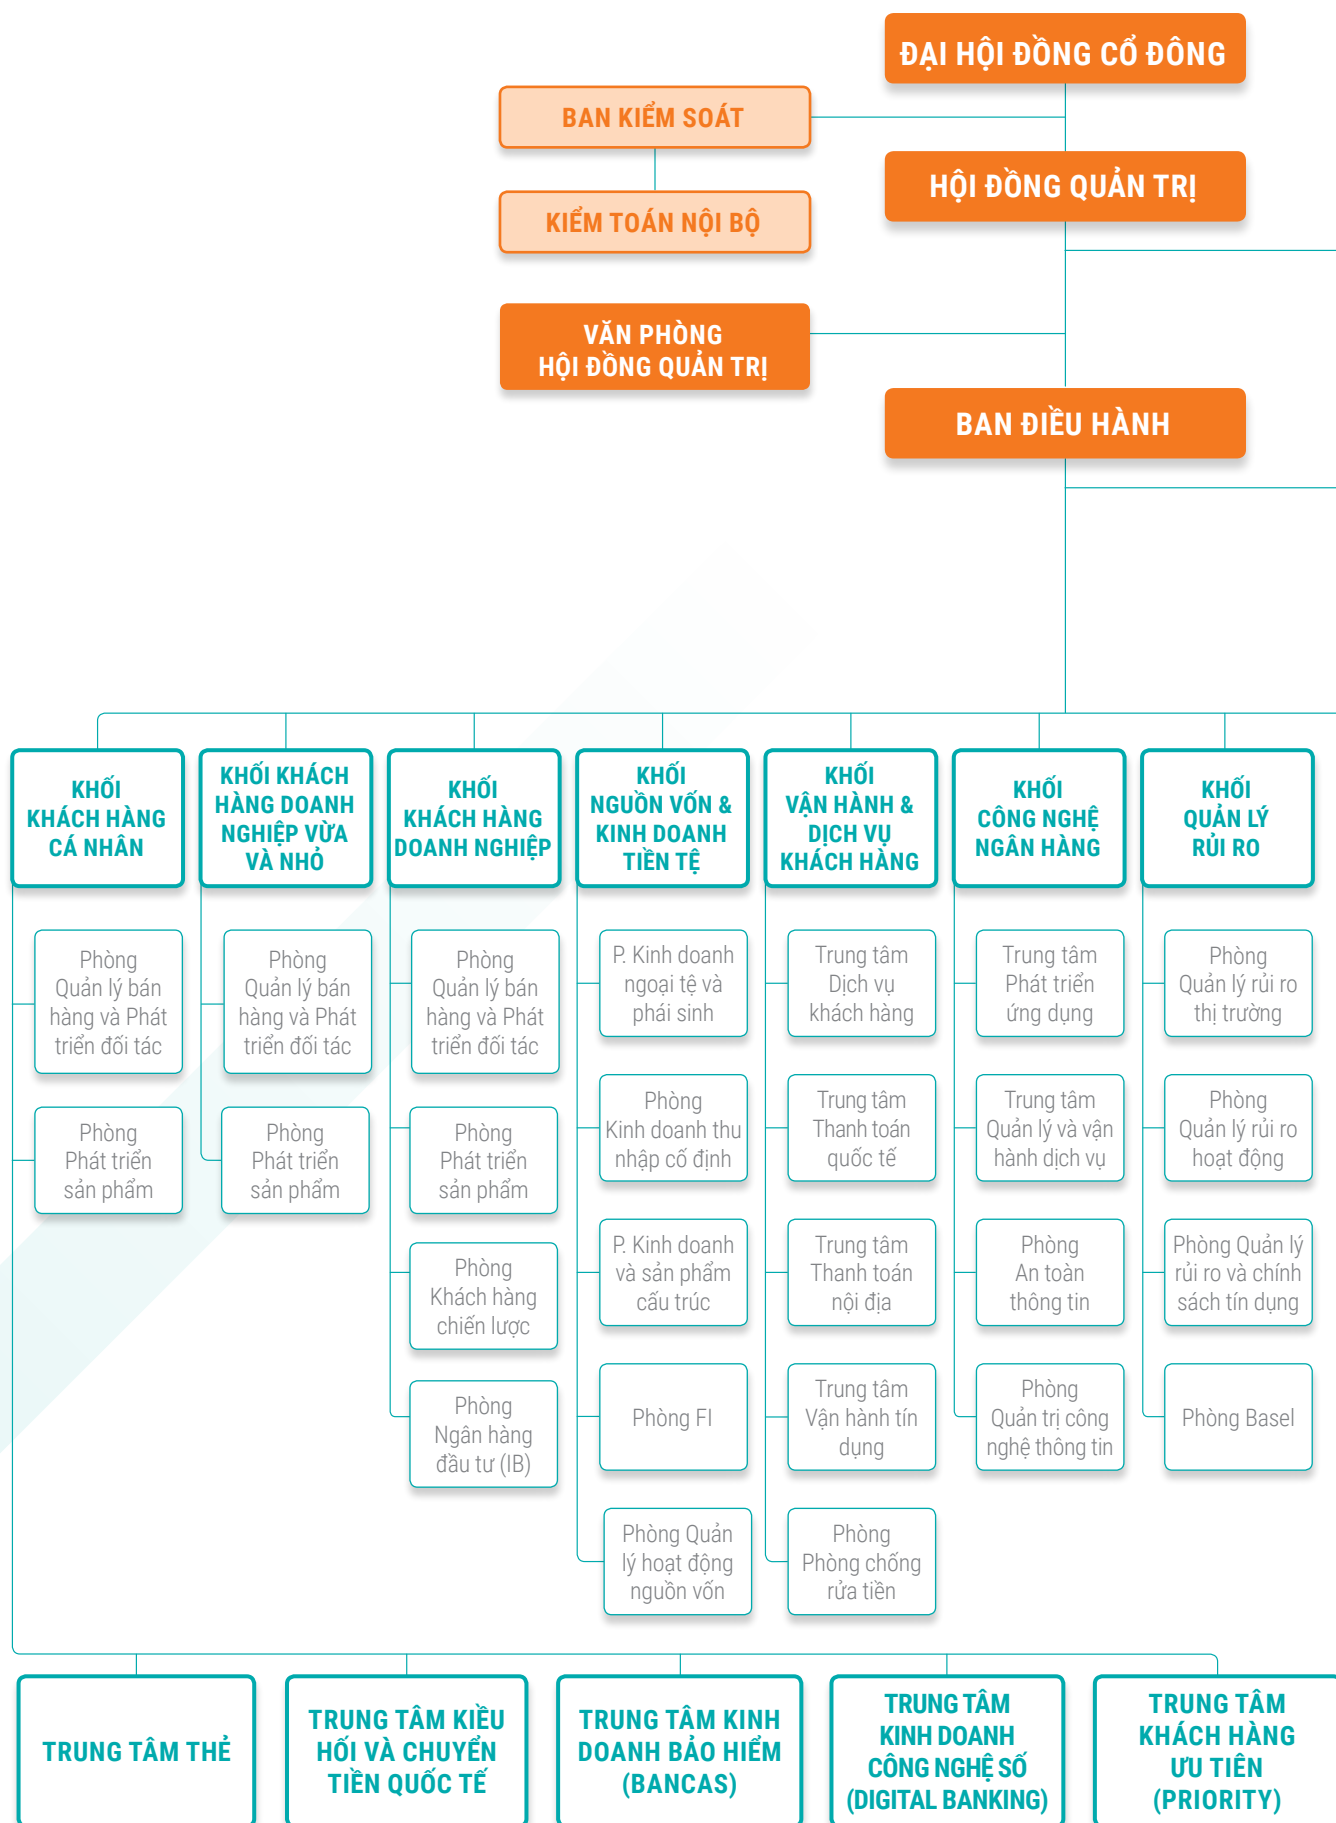 ĐẠI HỘI ĐỒNG CỔ ĐÔNG
BAN KIỂM SOÁT
HỘI ĐỒNG QUẢN TRỊ
KIỂM TOÁN NỘI BỘ
VĂN PHÒNG
HỘI ĐỒNG QUẢN TRỊ
BAN ĐIỀU HÀNH
KHỐI
KHÁCH HÀNG
CÁ NHÂN
Phòng
Quản lý bán
hàng và Phát
triển đối tác
Phòng
Phát triển
sản phẩm
KHỐI KHÁCH
HÀNG DOANH
NGHIỆP VỪA
VÀ NHỎ
Phòng
Quản lý bán
hàng và Phát
triển đối tác
Phòng
Phát triển
sản phẩm
KHỐI
KHÁCH HÀNG
DOANH NGHIỆP
Phòng
Quản lý bán
hàng và Phát
triển đối tác
Phòng
Phát triển
sản phẩm
Phòng
Khách hàng
chiến lược
Phòng
Ngân hàng
đầu tư (IB)
KHỐI
NGUỒN VỐN &
KINH DOANH
TIỀN TỆ
P. Kinh doanh
ngoại tệ và
phái sinh
Phòng
Kinh doanh thu
nhập cố định
P. Kinh doanh
và sản phẩm
cấu trúc
Phòng FI
Phòng Quản
lý hoạt động
nguồn vốn
KHỐI
VẬN HÀNH &
DỊCH VỤ
KHÁCH HÀNG
Trung tâm
Dịch vụ
khách hàng
Trung tâm
Thanh toán
quốc tế
Trung tâm
Thanh toán
nội địa
Trung tâm
Vận hành tín
dụng
Phòng
Phòng chống
rửa tiền
KHỐI
CÔNG NGHỆ
NGÂN HÀNG
Trung tâm
Phát triển
ứng dụng
Trung tâm
Quản lý và vận
hành dịch vụ
Phòng
An toàn
thông tin
Phòng
Quản trị công
nghệ thông tin
KHỐI
QUẢN LÝ
RỦI RO
Phòng
Quản lý rủi ro
thị trường
Phòng
Quản lý rủi ro
hoạt động
Phòng Quản lý
rủi ro và chính
sách tín dụng
Phòng Basel
TRUNG TÂM THẺ
TRUNG TÂM KIỀU
HỐI VÀ CHUYỂN
TIỀN QUỐC TẾ
TRUNG TÂM KINH
DOANH BẢO HIỂM
(BANCAS)
TRUNG TÂM
KINH DOANH
CÔNG NGHỆ SỐ
(DIGITAL BANKING)
TRUNG TÂM
KHÁCH HÀNG
ƯU TIÊN
(PRIORITY)